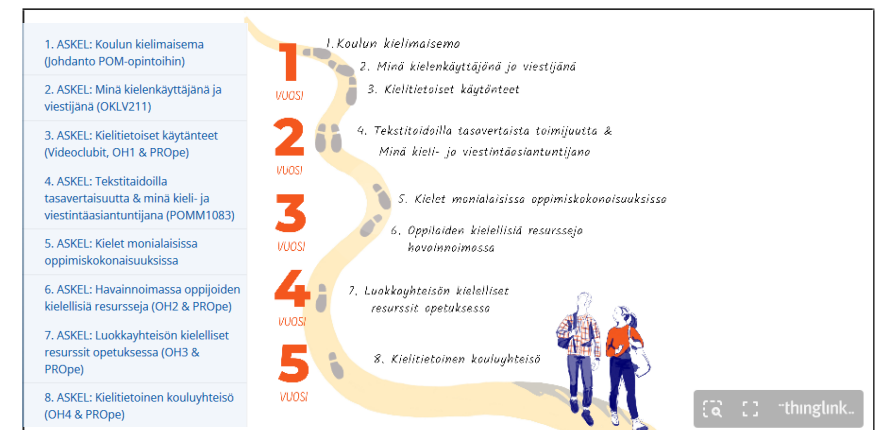 1. ASKEL: Koulun kielimaisema
(Johdanto POM-opintoihin)
2. ASKEL: Minä kielenkäyttäjänä ja
viestijänä (OKLV211)
3. ASKEL: Kielitietoiset käytänteet
(Videoclubit, OH1 & PROpe)
4. ASKEL: Tekstitaidoilla
tasavertaisuutta & minä kieli- ja
viestintäasiantuntijana (POMM1083)
5. ASKEL: Kielet monialaisissa
oppimiskokonaisuuksissa
6. ASKEL: Havainnoimassa oppijoiden
kielellisiä resursseja (OH2 & PROpe)
7. ASKEL: Luokkayhteisön kielelliset
resurssit opetuksessa (OH3 &
PROpe)
8. ASKEL: Kielitietoinen kouluyhteisö
(OH4 & PROpe)
1
VUOSI
1. Koulun kielimaisema
2. Minä kielenkäyttäjänä ja viestijänä
3. Kielitietoiset käytänteet
2
VUOSI
4. Tekstitaidoilla tasavertaista toimijuutta &
Minä kieli- ja viestintäasiantuntijana
3
VUOSI
5. Kielet monialaisissa oppimiskokonaisuuksissa
6. Oppilaiden kielellisiä resursseja
havainnoimassa
4
VUOSI
7. Luokkayhteisön kielelliset
resurssit opetuksessa
5
VUOSI
8. Kielitietoinen kouluyhteisö
thinglink..